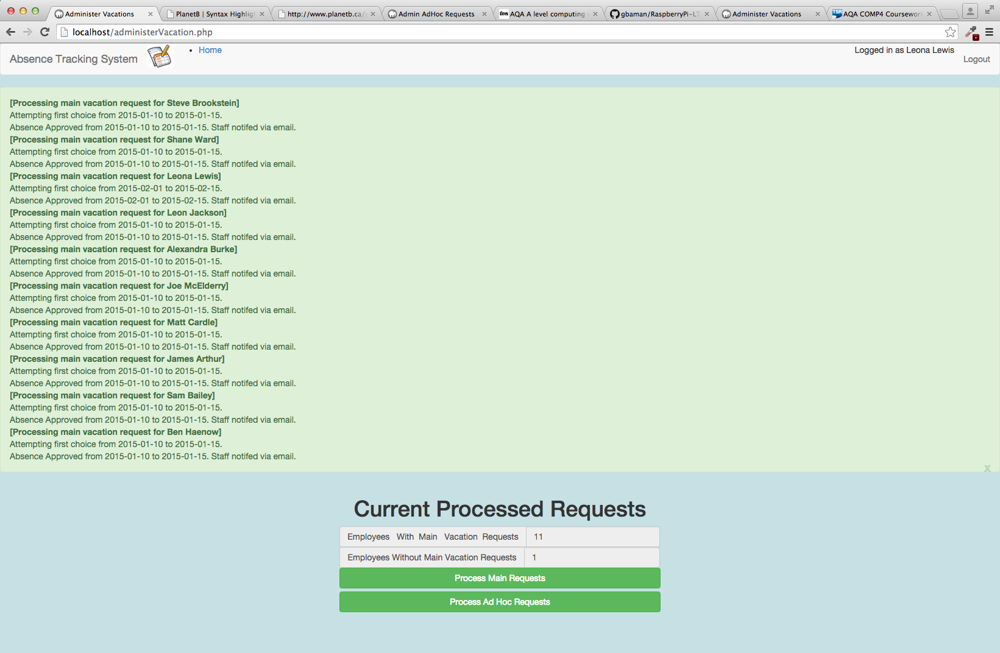 Administer Vacations
PlanetB | Syntax Highlig
http://www.planetb.ca/
Admin AdHoc Requests
tes AQA A level computing
gbaman/RaspberryPi-LT
Administer Vacations
TSR AQA COMP4 Coursework
localhost/administerVacation.php
Absence Tracking System
• Home
Logged in as Leona Lewis
Logout
[Processing main vacation request for Steve Brookstein]
Attempting first choice from 2015-01-10 to 2015-01-15.
Absence Approved from 2015-01-10 to 2015-01-15. Staff notifed via email.
[Processing main vacation request for Shane Ward]
Attempting first choice from 2015-01-10 to 2015-01-15.
Absence Approved from 2015-01-10 to 2015-01-15. Staff notifed via email.
[Processing main vacation request for Leona Lewis]
Attempting first choice from 2015-02-01 to 2015-02-15.
Absence Approved from 2015-02-01 to 2015-02-15. Staff notifed via email.
[Processing main vacation request for Leon Jackson]
Attempting first choice from 2015-01-10 to 2015-01-15.
Absence Approved from 2015-01-10 to 2015-01-15. Staff notifed via email.
[Processing main vacation request for Alexandra Burke]
Attempting first choice from 2015-01-10 to 2015-01-15.
Absence Approved from 2015-01-10 to 2015-01-15. Staff notifed via email.
[Processing main vacation request for Joe McElderry]
Attempting first choice from 2015-01-10 to 2015-01-15.
Absence Approved from 2015-01-10 to 2015-01-15. Staff notifed via email.
[Processing main vacation request for Matt Cardle]
Attempting first choice from 2015-01-10 to 2015-01-15.
Absence Approved from 2015-01-10 to 2015-01-15. Staff notifed via email.
[Processing main vacation request for James Arthur]
Attempting first choice from 2015-01-10 to 2015-01-15.
Absence Approved from 2015-01-10 to 2015-01-15. Staff notifed via email.
[Processing main vacation request for Sam Bailey]
Attempting first choice from 2015-01-10 to 2015-01-15.
Absence Approved from 2015-01-10 to 2015-01-15. Staff notifed via email.
[Processing main vacation request for Ben Haenow]
Attempting first choice from 2015-01-10 to 2015-01-15.
Absence Approved from 2015-01-10 to 2015-01-15. Staff notifed via email.
x
Current Processed Requests
Employees With Main Vacation Requests 11
Employees Without Main Vacation Requests 1
Process Main Requests
Process Ad Hoc Requests